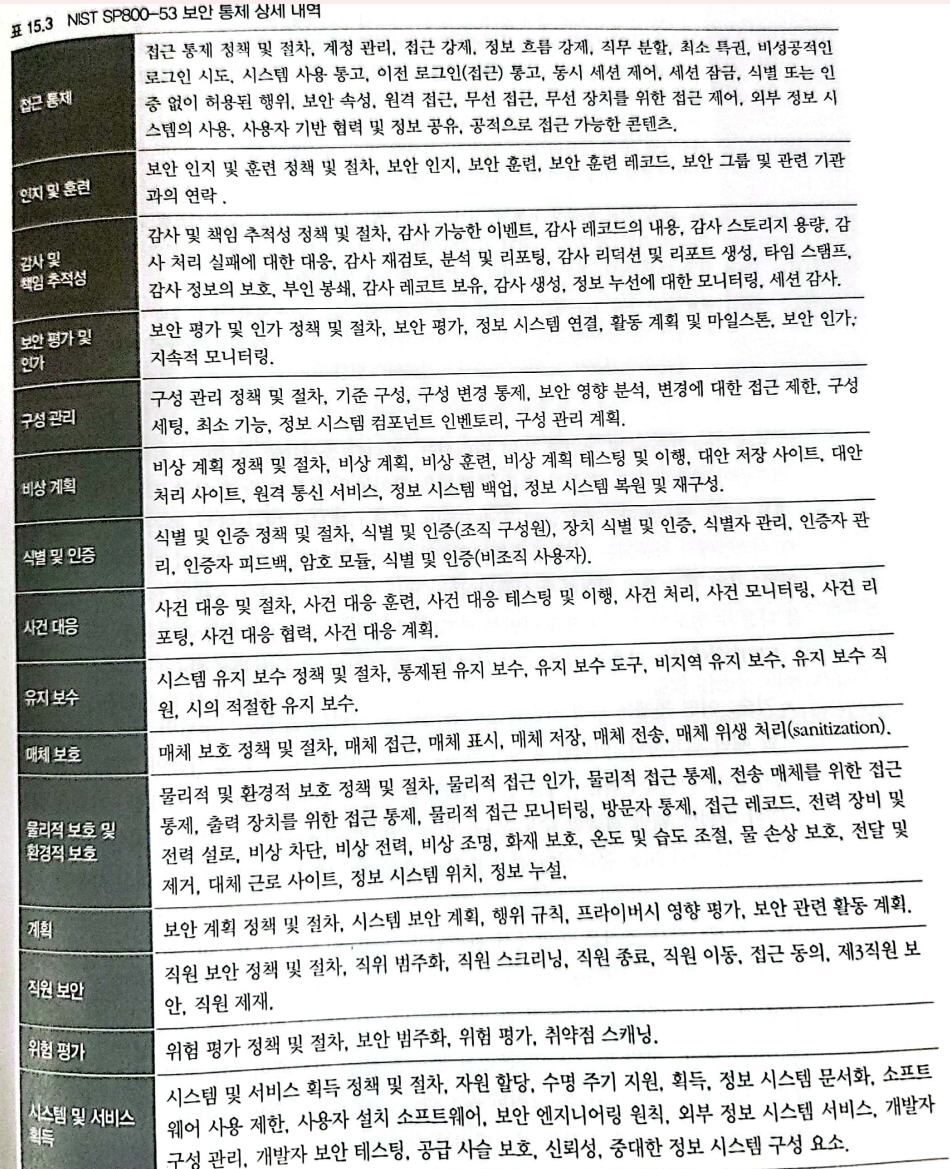 표 15.3 NIST SP800-53 보안 통제 상세 내역
접근 통제
접근 통제 정책 및 절차, 계정 관리, 접근 강제, 정보 흐름 강제, 직무 분할, 최소 특권, 비성공적인
로그인 시도, 시스템 사용 통고, 이전 로그인(접근) 통고, 동시 세션 제어, 세션 잠금, 식별 또는 인
증 없이 허용된 행위, 보안 속성, 원격 접근, 무선 접근, 무선 장치를 위한 접근 제어, 외부 정보 시
스템의 사용, 사용자 기반 협력 및 정보 공유, 공적으로 접근 가능한 콘텐츠.
인지 및 훈련
보안 인지 및 훈련 정책 및 절차, 보안 인지, 보안 훈련, 보안 훈련 레코드, 보안 그룹 및 관련 기관
과의 연락 .
감사 및
책임 추적성
감사 및 책임 추적성 정책 및 절차, 감사 가능한 이벤트, 감사 레코드의 내용, 감사 스토리지 용량, 감
사 처리 실패에 대한 대응, 감사 재검토, 분석 및 리포팅, 감사 리덕션 및 리포트 생성, 타임 스탬프,
감사 정보의 보호, 부인 봉쇄, 감사 레코트 보유, 감사 생성, 정보 누선에 대한 모니터링, 세션 감사.
보안 평가 및
인가
보안 평가 및 인가 정책 및 절차, 보안 평가, 정보 시스템 연결, 활동 계획 및 마일스톤, 보안 인가,
지속적 모니터링.
구성 관리
구성 관리 정책 및 절차, 기준 구성, 구성 변경 통제, 보안 영향 분석, 변경에 대한 접근 제한, 구성
세팅, 최소 기능, 정보 시스템 컴포넌트 인벤토리, 구성 관리 계획.
비상 계획
비상 계획 정책 및 절차, 비상 계획, 비상 훈련, 비상 계획 테스팅 및 이행, 대안 저장 사이트, 대안
처리 사이트, 원격 통신 서비스, 정보 시스템 백업, 정보 시스템 복원 및 재구성.
식별 및 인증
식별 및 인증 정책 및 절차, 식별 및 인증(조직 구성원), 장치 식별 및 인증, 식별자 관리, 인증자 관
리, 인증자 피드백, 암호 모듈, 식별 및 인증(비조직 사용자).
사건 대응
사건 대응 및 절차, 사건 대응 훈련, 사건 대응 테스팅 및 이행, 사건 처리, 사건 모니터링, 사건 리
포팅, 사건 대응 협력, 사건 대응 계획.
유지 보수
시스템 유지 보수 정책 및 절차, 통제된 유지 보수, 유지 보수 도구, 비지역 유지 보수, 유지 보수 직
원, 시의 적절한 유지 보수.
매체 보호
매체 보호 정책 및 절차, 매체 접근, 매체 표시, 매체 저장, 매체 전송, 매체 위생 처리(sanitization).
물리적 보호 및
환경적 보호
물리적 및 환경적 보호 정책 및 절차, 물리적 접근 인가, 물리적 접근 통제, 전송 매체를 위한 접근
통제, 출력 장치를 위한 접근 통제, 물리적 접근 모니터링, 방문자 통제, 접근 레코드, 전력 장비 및
전력 설로, 비상 차단, 비상 전력, 비상 조명, 화재 보호, 온도 및 습도 조절, 물 손상 보호, 전달 및
제거, 대체 근로 사이트, 정보 시스템 위치, 정보 누설.
계획
보안 계획 정책 및 절차, 시스템 보안 계획, 행위 규칙, 프라이버시 영향 평가, 보안 관련 활동 계획.
직원 보안
직원 보안 정책 및 절차, 직위 범주화, 직원 스크리닝, 직원 종료, 직원 이동, 접근 동의, 제3직원 보
안, 직원 제재.
위험 평가
위험 평가 정책 및 절차, 보안 범주화, 위험 평가, 취약점 스캐닝.
시스템 및 서비스
획득
시스템 및 서비스 획득 정책 및 절차, 자원 할당, 수명 주기 지원, 획득, 정보 시스템 문서화, 소프트
웨어 사용 제한, 사용자 설치 소프트웨어, 보안 엔지니어링 원칙, 외부 정보 시스템 서비스, 개발자
구성 관리, 개발자 보안 테스팅, 공급 사슬 보호, 신뢰성, 중대한 정보 시스템 구성 요소.